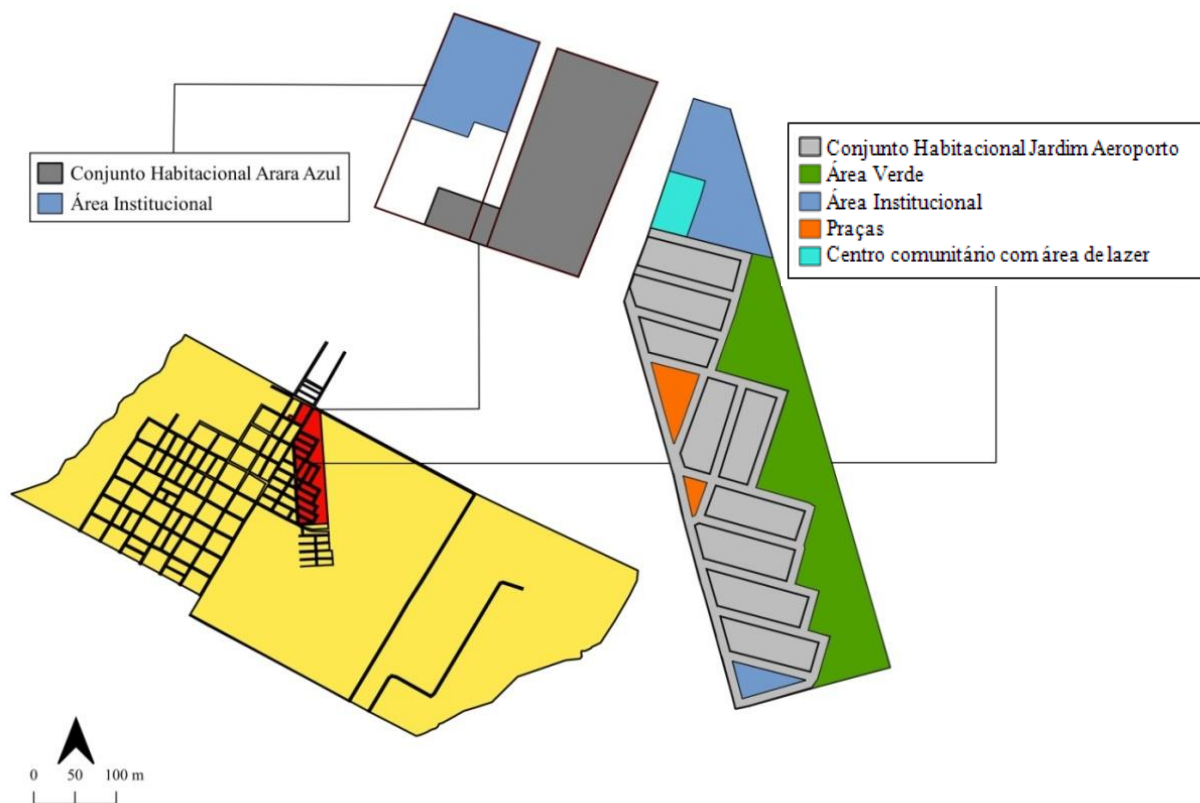 Conjunto Habitacional Arara Azul
Área Institucional
Conjunto Habitacional Jardim Aeroporto
Área Verde
Área Institucional
Praças
Centro comunitário com área de lazer
0 50 100 m